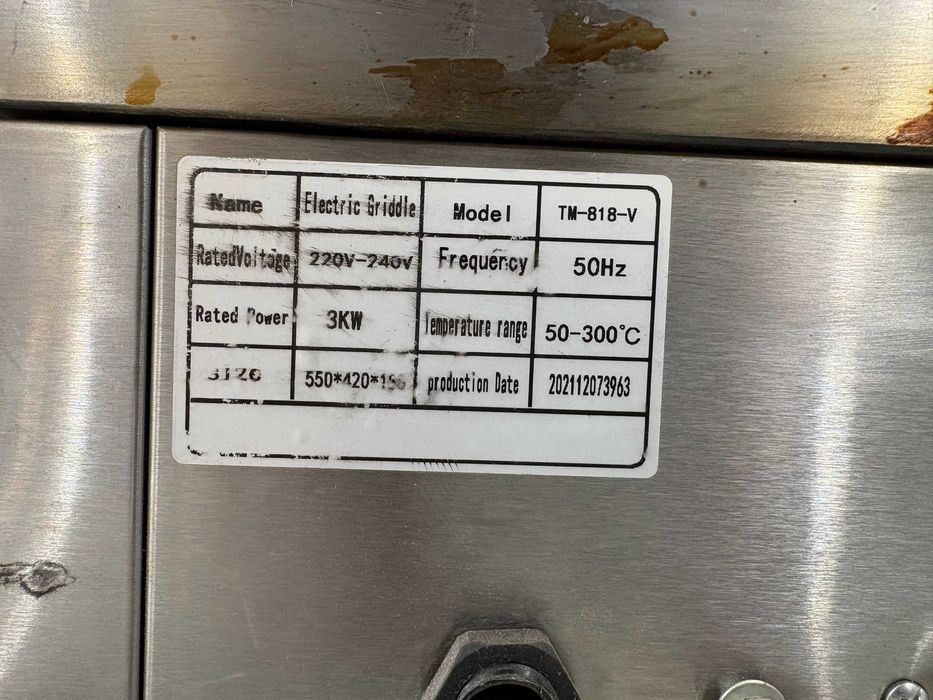 Name Electric Griddle Model TM-818-V
RatedVoltage 220V-240V Frequency 50Hz
Rated Power 3KW Temperature range 50-300℃
550*420* production Date 202112073963